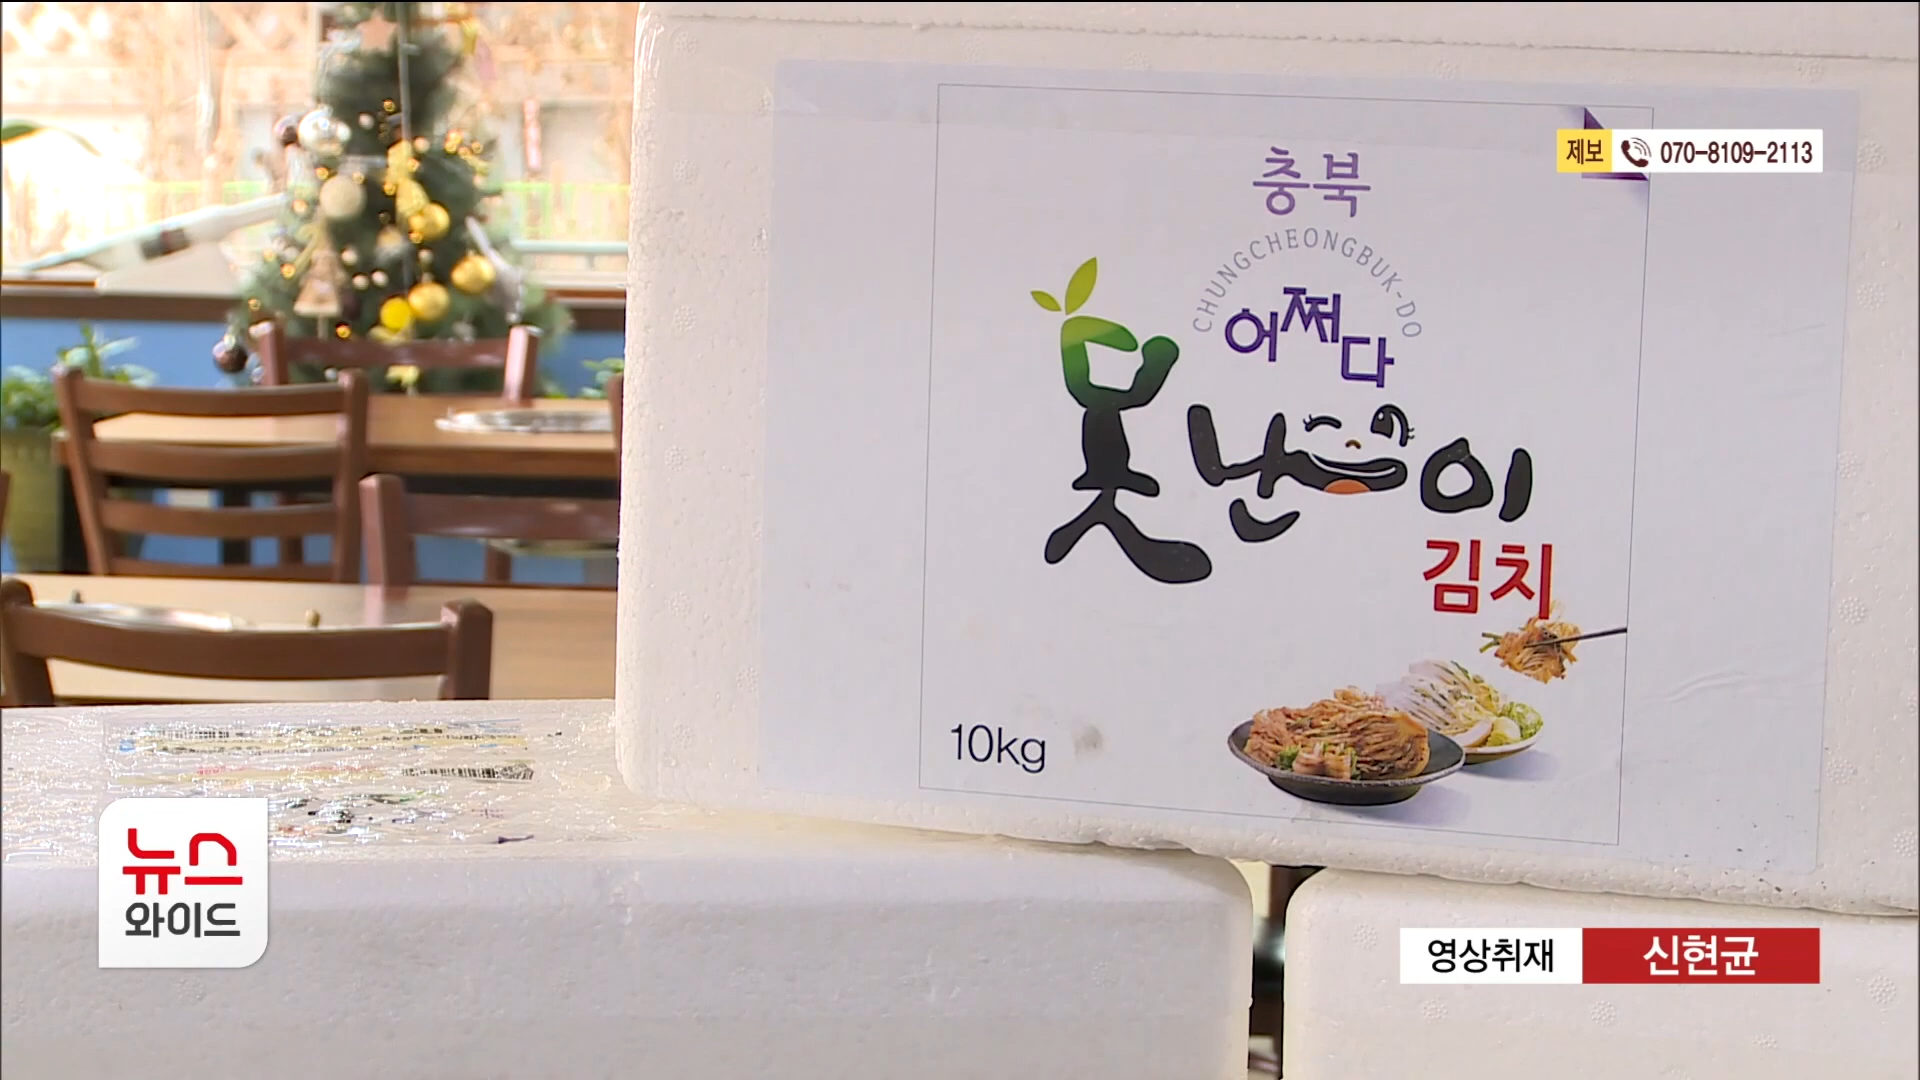 제보 070-8109-2113
충북
CHUNGCHEONGBUK-DO
어쩌다
못난이
김치
10kg
뉴스
와이드
영상취재 신현균